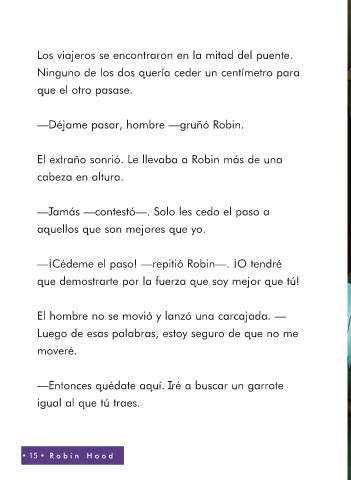 Los viajeros se encontraron en la mitad del puente.
Ninguno de los dos quería ceder un centímetro para
que el otro pasase.
—Déjame pasar, hombre —gruñó Robin.
El extraño sonrió. Le llevaba a Robin más de una
cabeza en altura.
—Jamás —contestó—. Solo les cedo el paso a
aquellos que son mejores que yo.
—¡Cédeme el paso! —repitió Robin—. ¡O tendré
que demostrarte por la fuerza que soy mejor que tú!
El hombre no se movió y lanzó una carcajada. —
Luego de esas palabras, estoy seguro de que no me
moveré.
—Entonces quédate aquí. Iré a buscar un garrote
igual al que tú traes.
• 15 • Robin Hood